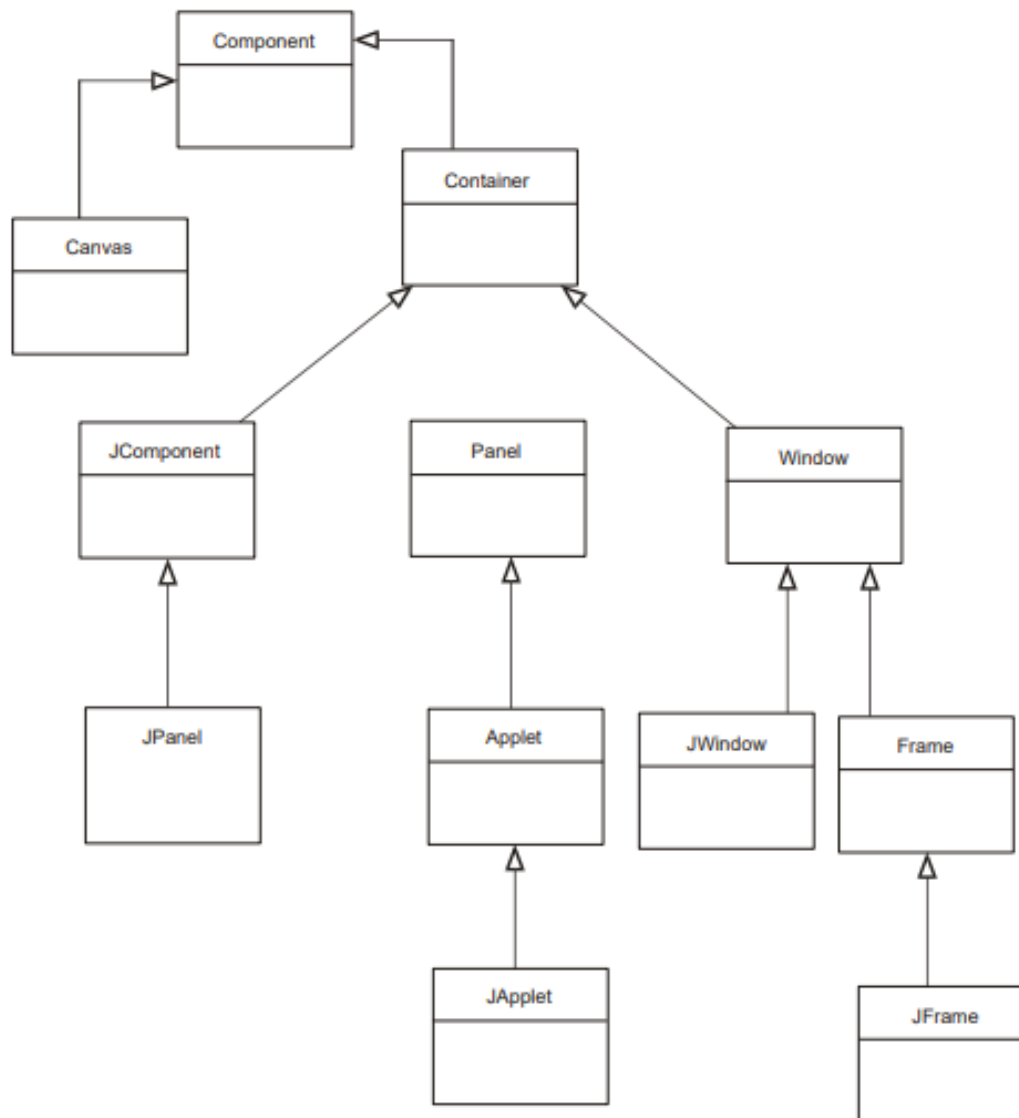 Component
Container
Canvas
JComponent
Panel
Window
JPanel
Applet
JWindow
Frame
JApplet
JFrame